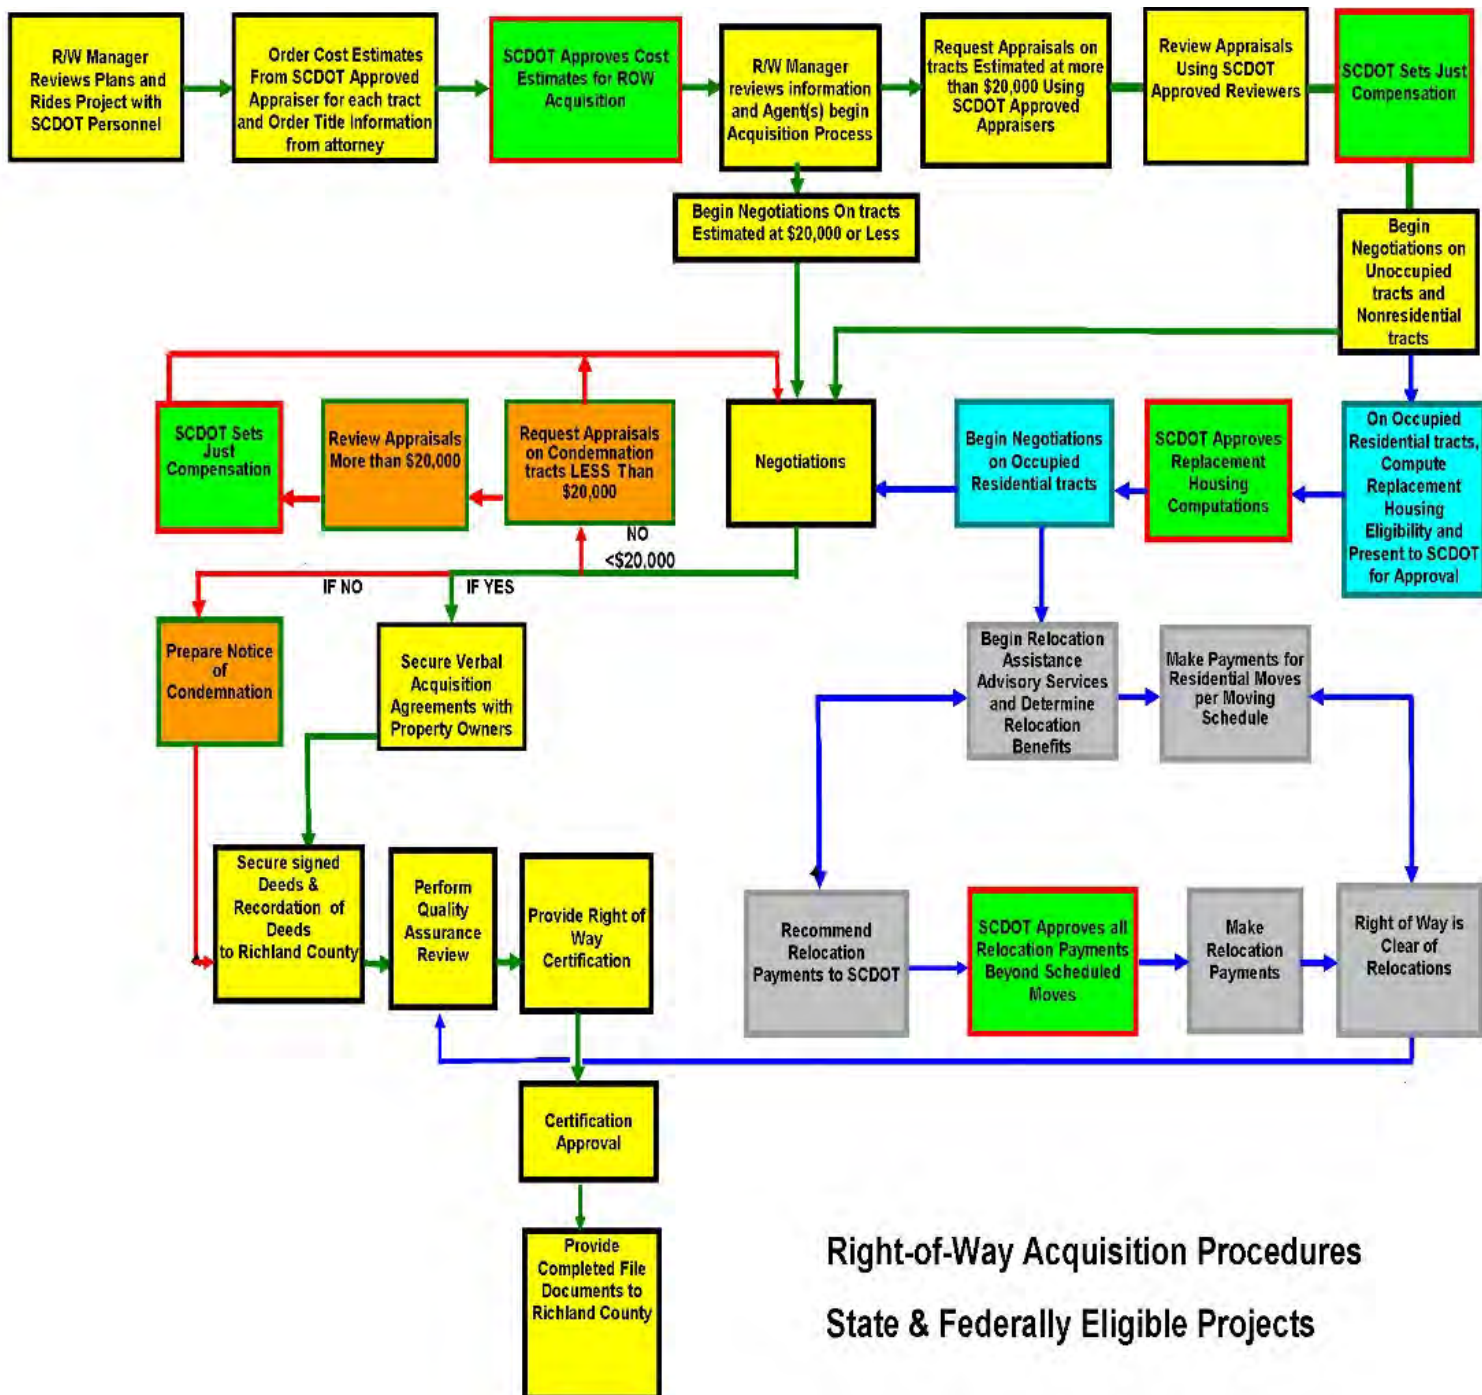 R/W Manager
Reviews Plans and
Rides Project with
SCDOT Personnel
Order Cost Estimates
From SCDOT Approved
Appraiser for each tract
and Order Title Information
from attorney
SCDOT Approves Cost
Estimates for ROW
Acquisition
R/W Manager
reviews information
and Agent(s) begin
Acquisition Process
Request Appraisals on
tracts Estimated at more
than $20,000 Using
SCDOT Approved
Appraisers
Review Appraisals
Using SCDOT
Approved Reviewers
SCDOT Sets Just
Compensation
Begin Negotiations On tracts
Estimated at $20,000 or Less
Begin
Negotiations on
Unoccupied
tracts and
Nonresidential
tracts
SCDOT Sets
Just
Compensation
Review Appraisals
More than $20,000
Request Appraisals
on Condemnation
tracts LESS Than
$20,000
Negotiations
Begin Negotiations
on Occupied
Residential tracts
SCDOT Approves
Replacement
Housing
Computations
On Occupied
Residential tracts,
Compute
Replacement
Housing
Eligibility and
Present to SCDOT
for Approval
NO
<$20,000
IF NO
IF YES
Prepare Notice
of
Condemnation
Secure Verbal
Acquisition
Agreements with
Property Owners
Begin Relocation
Assistance
Advisory Services
and Determine
Relocation
Benefits
Make Payments for
Residential Moves
per Moving
Schedule
Secure signed
Deeds &
Recordation of
Deeds
to Richland County
Perform
Quality
Assurance
Review
Provide Right of
Way
Certification
Recommend
Relocation
Payments to SCDOT
SCDOT Approves all
Relocation Payments
Beyond Scheduled
Moves
Make
Relocation
Payments
Right of Way is
Clear of
Relocations
Certification
Approval
Provide
Completed File
Documents to
Richland County
Right-of-Way Acquisition Procedures
State & Federally Eligible Projects